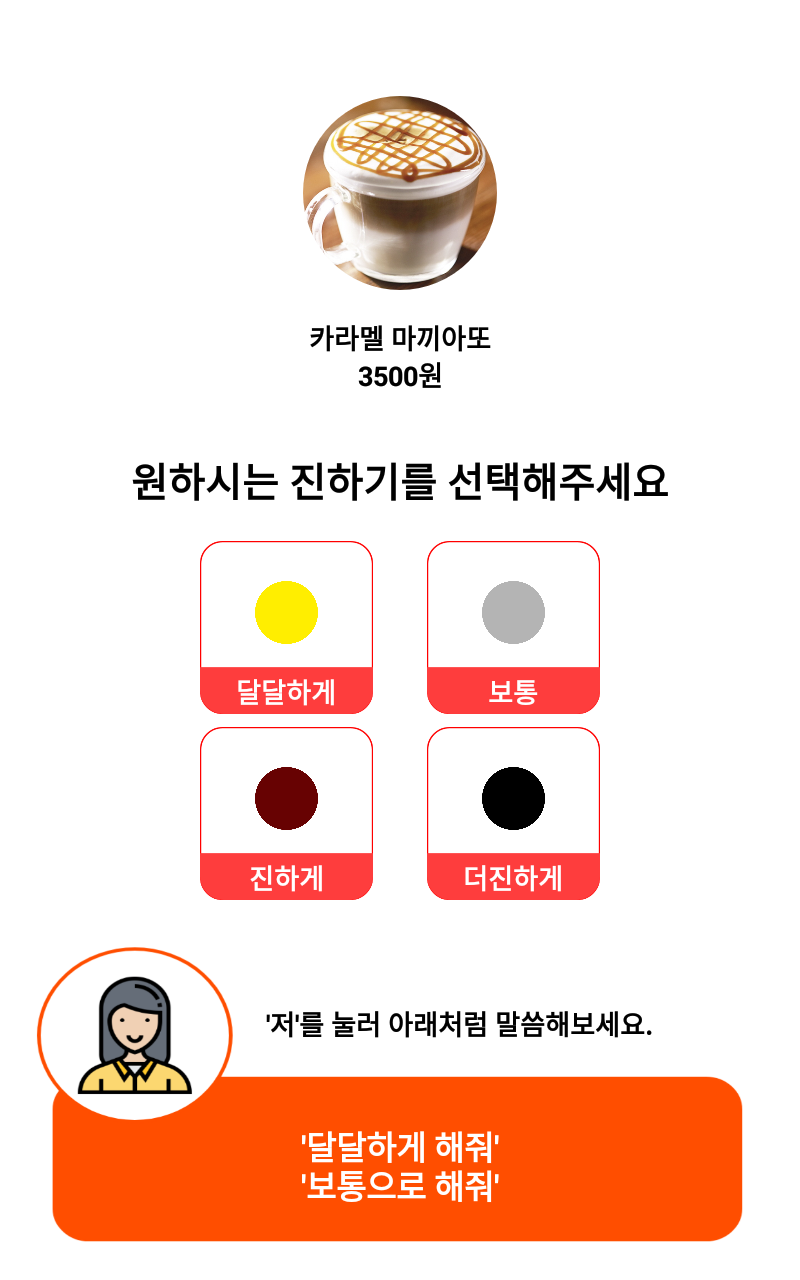 카라멜 마끼아또
3500원
원하시는 진하기를 선택해주세요
달달하게
보통
진하게
더진하게
'저'를 눌러 아래처럼 말씀해보세요.
'달달하게 해줘'
'보통으로 해줘'